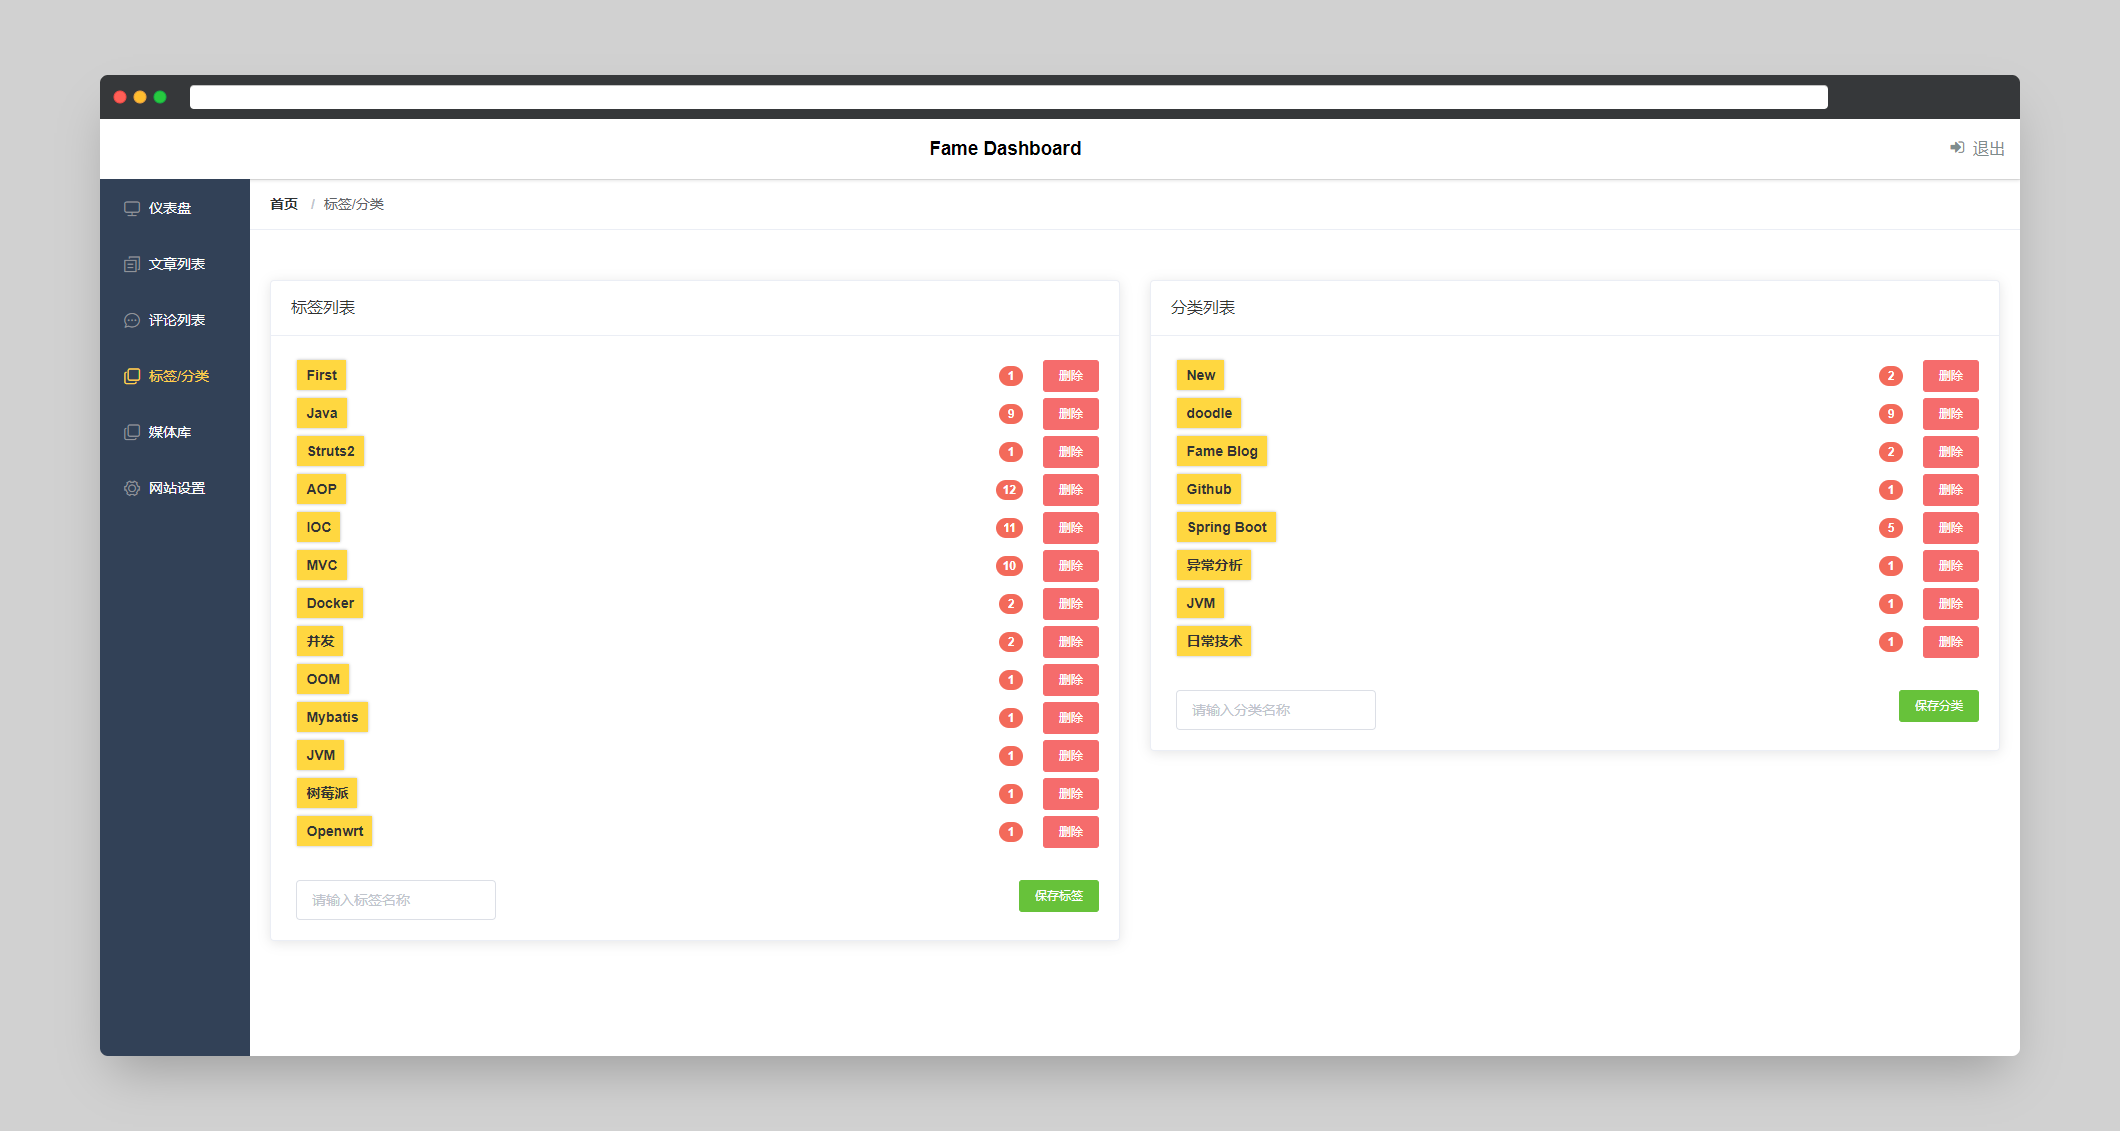 Fame Dashboard
退出
仪表盘
文章列表
评论列表
标签/分类
媒体库
网站设置
首页 / 标签/分类
标签列表
First 1 删除
Java 9 删除
Struts2 1 删除
AOP 12 删除
IOC 11 删除
MVC 10 删除
Docker 2 删除
并发 2 删除
OOM 1 删除
Mybatis 1 删除
JVM 1 删除
树莓派 1 删除
Openwrt 1 删除
请输入标签名称 保存标签
分类列表
New 2 删除
doodle 9 删除
Fame Blog 2 删除
Github 1 删除
Spring Boot 5 删除
异常分析 1 删除
JVM 1 删除
日常技术 1 删除
请输入分类名称 保存分类